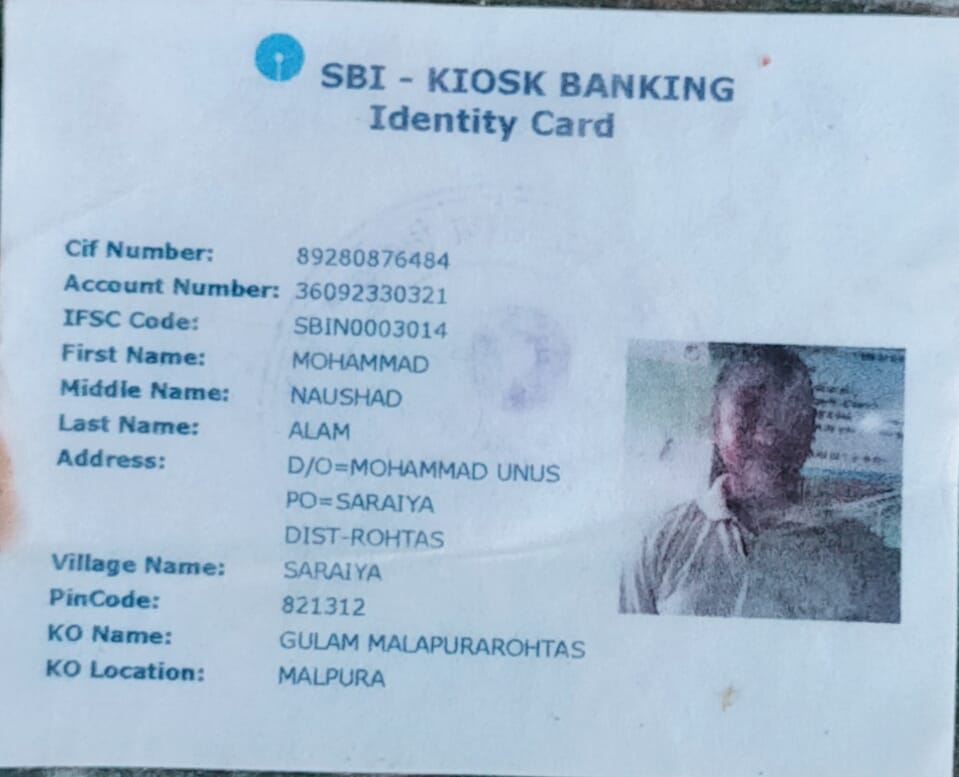 SBI - KIOSK BANKING
Identity Card
Cif Number: 89280876484
Account Number: 36092330321
IFSC Code: SBIN0003014
First Name: MOHAMMAD
Middle Name: NAUSHAD
Last Name: ALAM
Address: D/O=MOHAMMAD UNUS
PO=SARAIYA
DIST-ROHTAS
Village Name: SARAIYA
PinCode: 821312
KO Name: GULAM MALAPURAROHTAS
KO Location: MALPURA